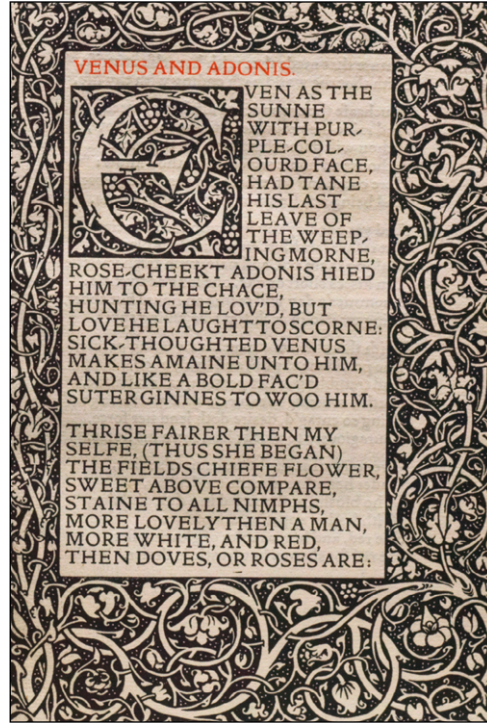 VENUS AND ADONIS.
EVEN AS THE
SUNNE
WITH PUR-
PLE-COL-
OURD FACE,
HAD TANE
HIS LAST
LEAVE OF
THE WEEP-
ING MORNE,
ROSE-CHEEKT ADONIS HIED
HIM TO THE CHACE,
HUNTING HE LOV'D, BUT
LOVE HE LAUGHT TO SCORNE:
SICK-THOUGHTED VENUS
MAKES AMAINE UNTO HIM,
AND LIKE A BOLD FAC'D
SUTER GINNES TO WOO HIM.
THRISE FAIRER THEN MY
SELFE, (THUS SHE BEGAN)
THE FIELDS CHIEFE FLOWER,
SWEET ABOVE COMPARE,
STAINE TO ALL NIMPHS,
MORE LOVELY THEN A MAN,
MORE WHITE, AND RED,
THEN DOVES, OR ROSES ARE: